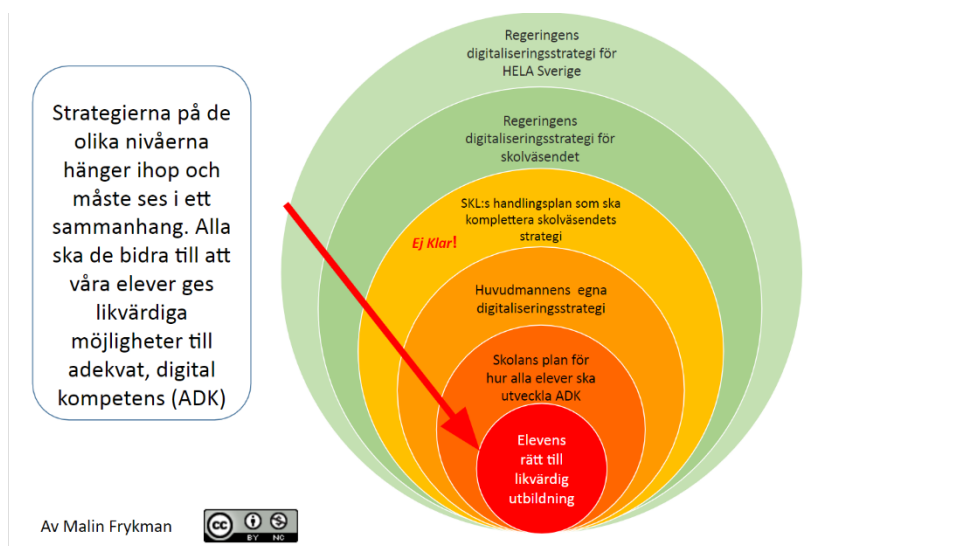 Strategierna på de
olika nivåerna
hänger ihop och
måste ses i ett
sammanhang. Alla
ska de bidra till att
våra elever ges
likvärdiga
möjligheter till
adekvat, digital
kompetens (ADK)
Regeringens
digitaliseringsstrategi för
HELA Sverige
Regeringens
digitaliseringsstrategi för
skolväsendet
SKL:s handlingsplan som ska
komplettera skolväsendets
strategi
Ej Klar!
Huvudmannens egna
digitaliseringsstrategi
Skolans plan för
hur alla elever ska
utveckla ADK
Elevens
rätt till
likvärdig
utbildning
Av Malin Frykman
cc
BY NC